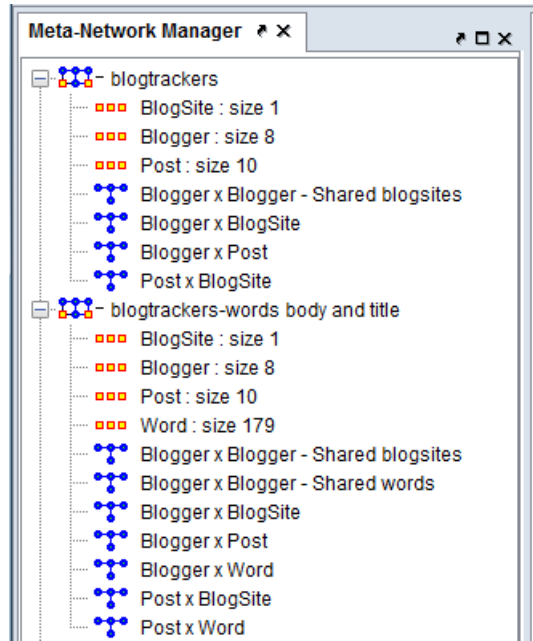 Meta-Network Manager
blogtrackers
BlogSite : size 1
Blogger : size 8
Post : size 10
Blogger x Blogger - Shared blogsites
Blogger x BlogSite
Blogger x Post
Post x BlogSite
blogtrackers-words body and title
BlogSite : size 1
Blogger : size 8
Post : size 10
Word : size 179
Blogger x Blogger - Shared blogsites
Blogger x Blogger - Shared words
Blogger x BlogSite
Blogger x Post
Blogger x Word
Post x BlogSite
Post x Word